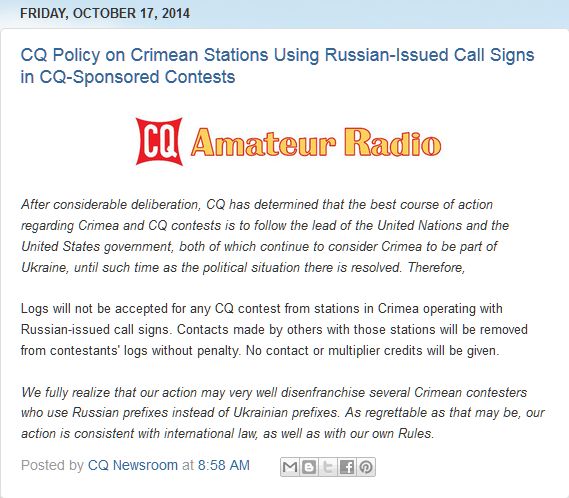 FRIDAY, OCTOBER 17, 2014
CQ Policy on Crimean Stations Using Russian-Issued Call Signs
in CQ-Sponsored Contests
CQ Amateur Radio
After considerable deliberation, CQ has determined that the best course of action
regarding Crimea and CQ contests is to follow the lead of the United Nations and the
United States government, both of which continue to consider Crimea to be part of
Ukraine, until such time as the political situation there is resolved. Therefore,
Logs will not be accepted for any CQ contest from stations in Crimea operating with
Russian-issued call signs. Contacts made by others with those stations will be removed
from contestants' logs without penalty. No contact or multiplier credits will be given.
We fully realize that our action may very well disenfranchise several Crimean contesters
who use Russian prefixes instead of Ukrainian prefixes. As regrettable as that may be, our
action is consistent with international law, as well as with our own Rules.
Posted by CQ Newsroom at 8:58 AM